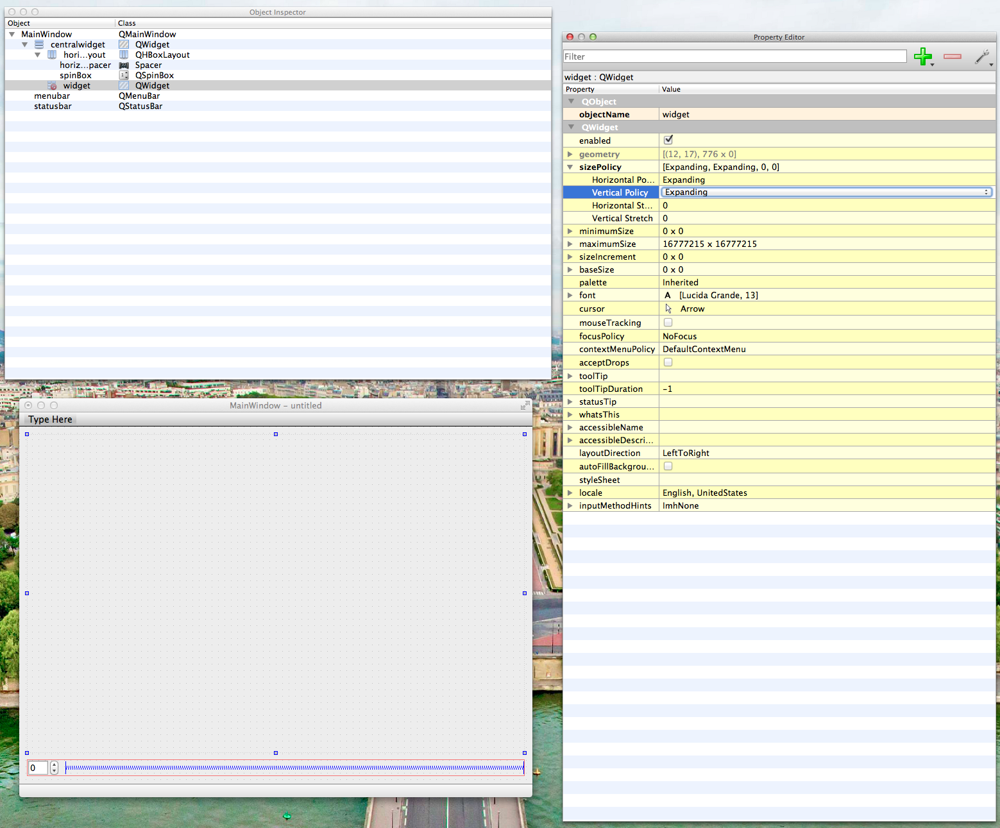 Object Inspector
Object Class
MainWindow QMainWindow
centralwidget QWidget
hori...yout QHBoxLayout
horiz...pacer Spacer
spinBox QSpinBox
widget QWidget
menubar QMenuBar
statusbar QStatusBar
MainWindow - untitled
Type Here
0
Property Editor
Filter
widget : QWidget
Property Value
QObject
objectName widget
QWidget
enabled
geometry [(12, 17), 776 x 0]
sizePolicy [Expanding, Expanding, 0, 0]
Horizontal Po... Expanding
Vertical Policy Expanding
Horizontal St... 0
Vertical Stretch 0
minimumSize 0 x 0
maximumSize 16777215 x 16777215
sizeIncrement 0 x 0
baseSize 0 x 0
palette Inherited
font A [Lucida Grande, 13]
cursor Arrow
mouseTracking
focusPolicy NoFocus
contextMenuPolicy DefaultContextMenu
acceptDrops
toolTip
toolTipDuration -1
statusTip
whatsThis
accessibleName
accessibleDescri...
layoutDirection LeftToRight
autoFillBackgrou...
styleSheet
locale English, UnitedStates
inputMethodHints ImhNone